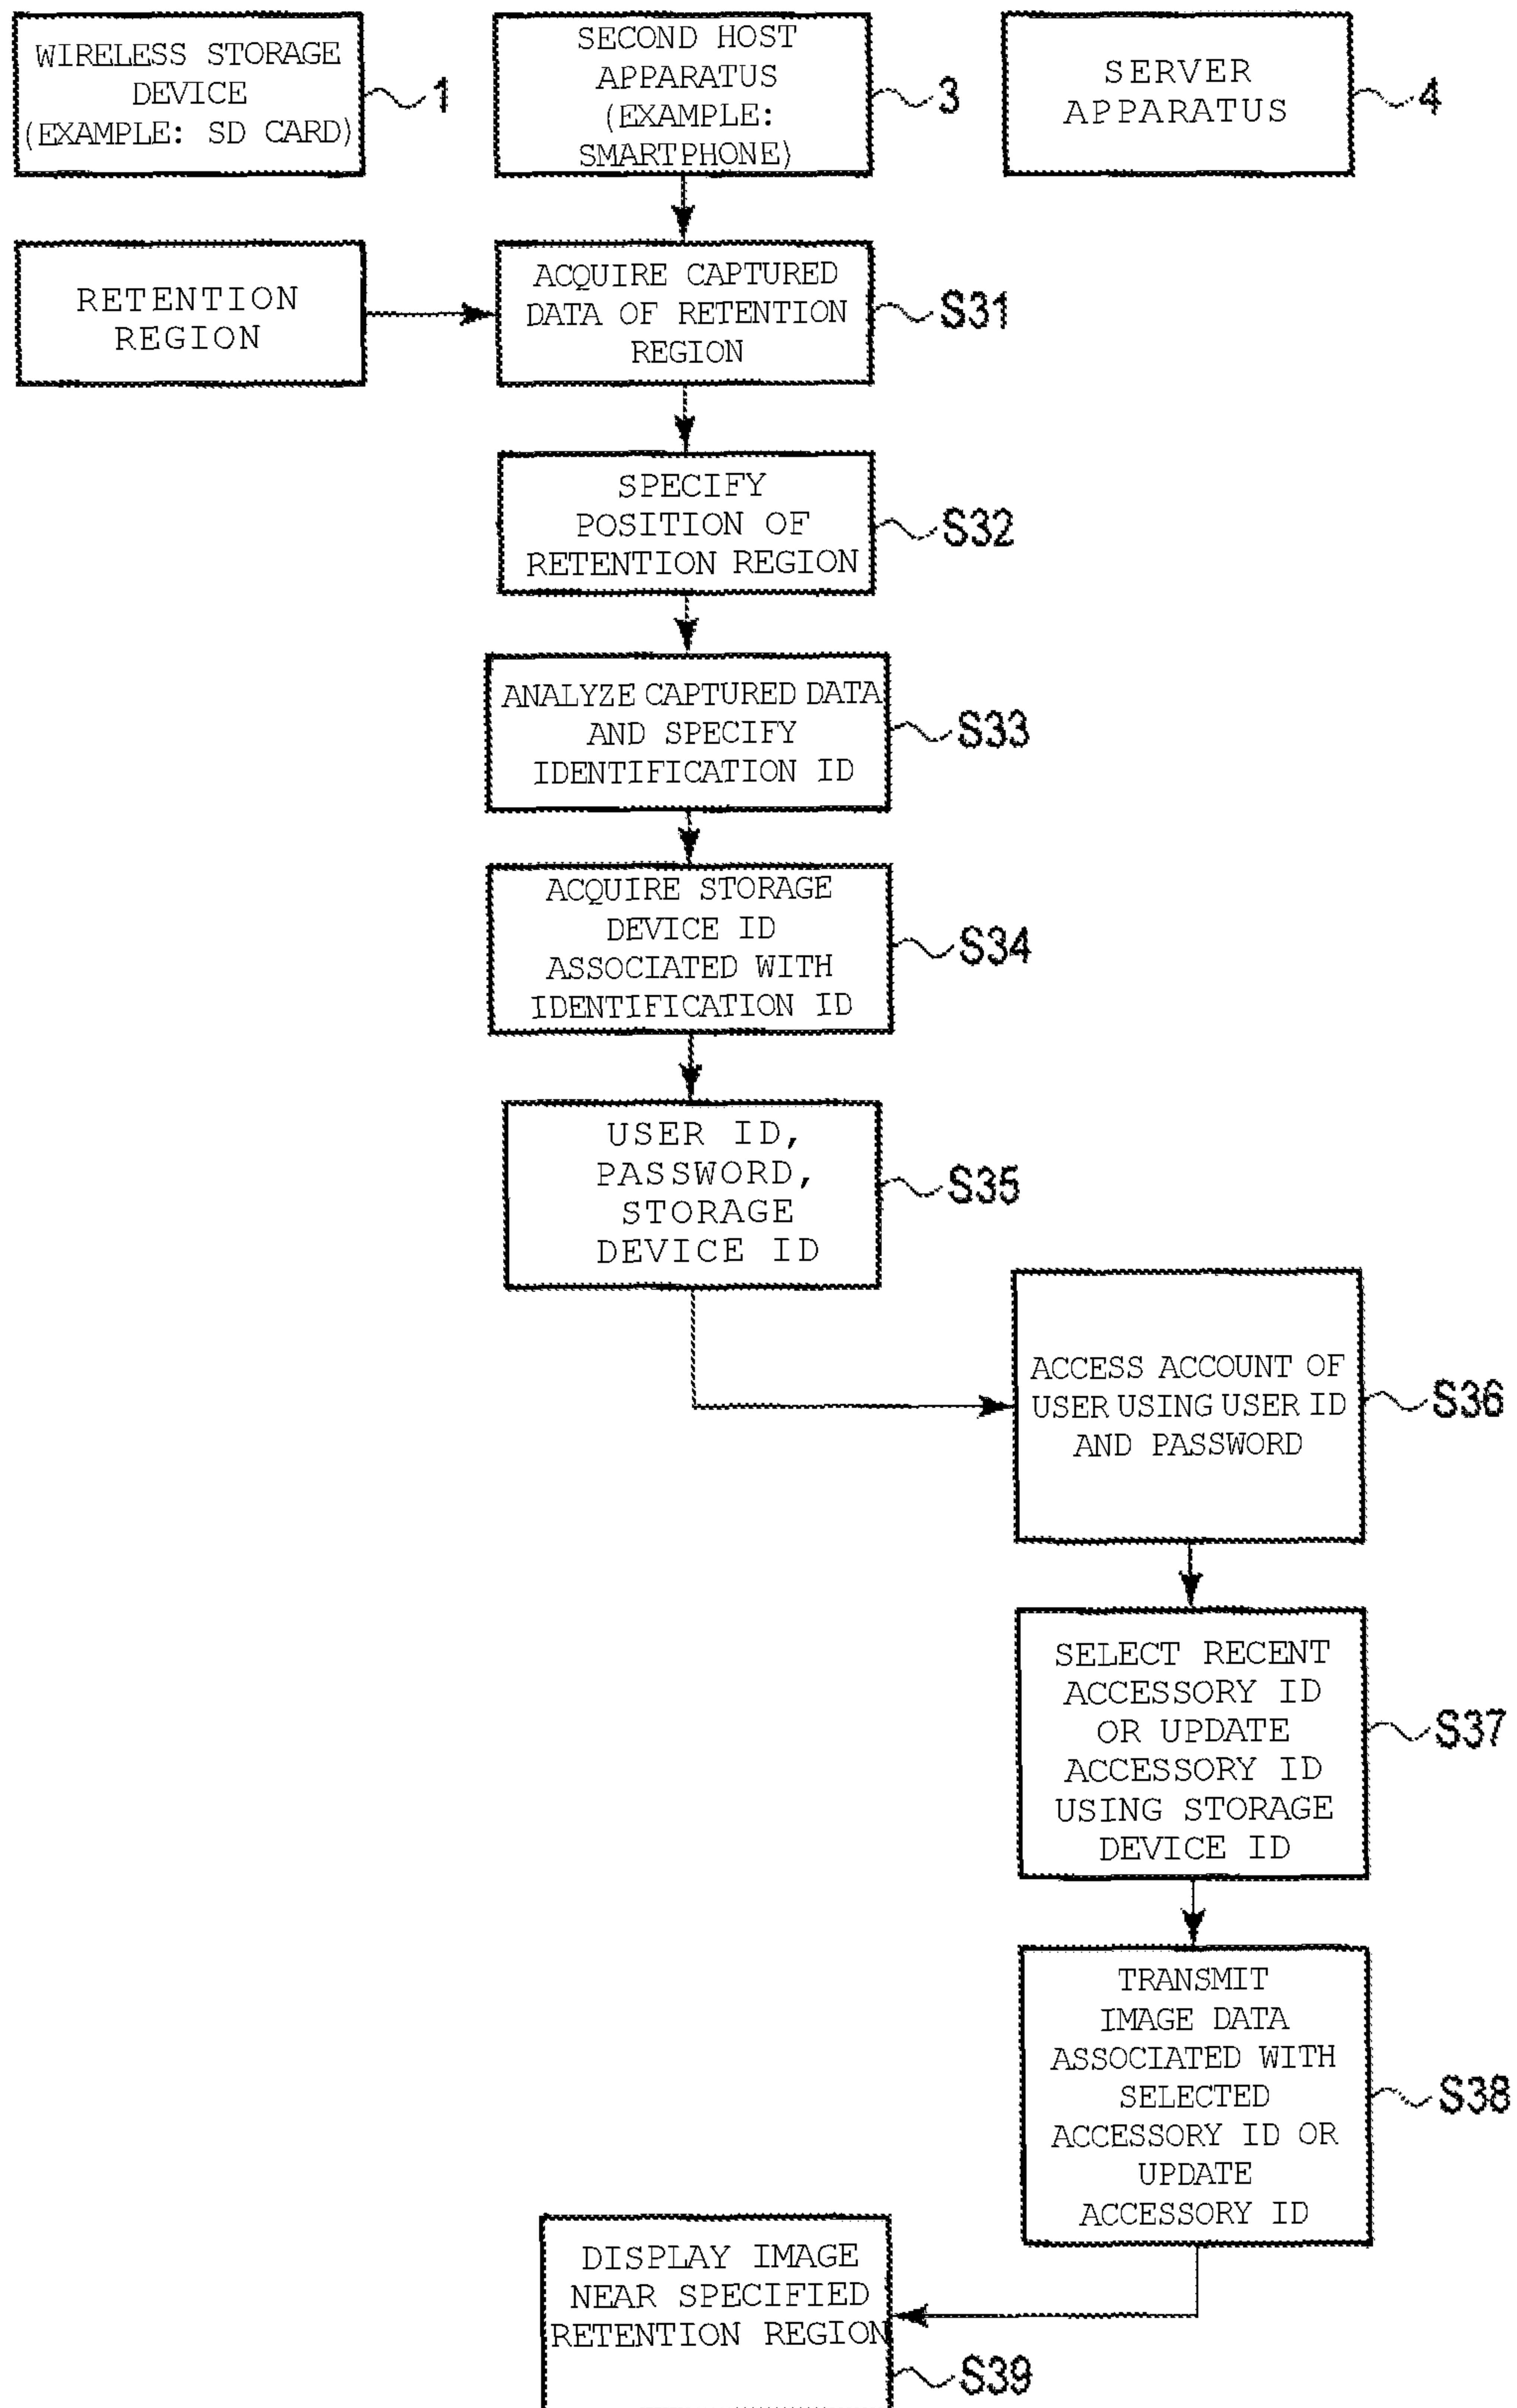 WIRELESS STORAGE
DEVICE
(EXAMPLE: SD CARD)
1
SECOND HOST
APPARATUS
(EXAMPLE:
SMARTPHONE)
3
SERVER
APPARATUS
4
RETENTION
REGION
ACQUIRE CAPTURED
DATA OF RETENTION
REGION
S31
SPECIFY
POSITION OF
RETENTION REGION
S32
ANALYZE CAPTURED DATA
AND SPECIFY
IDENTIFICATION ID
S33
ACQUIRE STORAGE
DEVICE ID
ASSOCIATED WITH
IDENTIFICATION ID
S34
USER ID,
PASSWORD,
STORAGE
DEVICE ID
S35
ACCESS ACCOUNT OF
USER USING USER ID
AND PASSWORD
S36
SELECT RECENT
ACCESSORY ID
OR UPDATE
ACCESSORY ID
USING STORAGE
DEVICE ID
S37
TRANSMIT
IMAGE DATA
ASSOCIATED WITH
SELECTED
ACCESSORY ID OR
UPDATE
ACCESSORY ID
S38
DISPLAY IMAGE
NEAR SPECIFIED
RETENTION REGION
S39